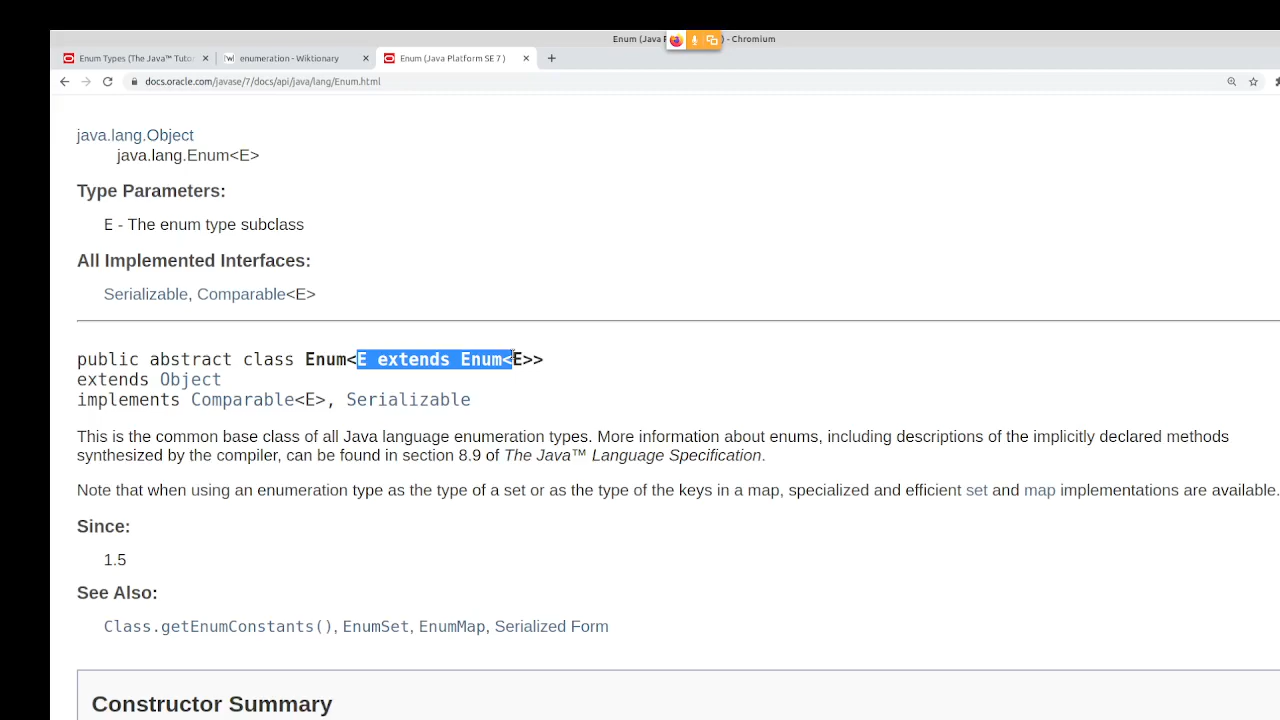 Enum (Java P) - Chromium
Enum Types (The Java™ Tuto
enumeration - Wiktionary
Enum (Java Platform SE 7 )
docs.oracle.com/javase/7/docs/api/java/lang/Enum.html
java.lang.Object
java.lang.Enum<E>
Type Parameters:
E - The enum type subclass
All Implemented Interfaces:
Serializable, Comparable<E>
public abstract class Enum<E extends Enum<E>>
extends Object
implements Comparable<E>, Serializable
This is the common base class of all Java language enumeration types. More information about enums, including descriptions of the implicitly declared methods
synthesized by the compiler, can be found in section 8.9 of The Java™ Language Specification.
Note that when using an enumeration type as the type of a set or as the type of the keys in a map, specialized and efficient set and map implementations are available.
Since:
1.5
See Also:
Class.getEnumConstants(), EnumSet, EnumMap, Serialized Form
Constructor Summary